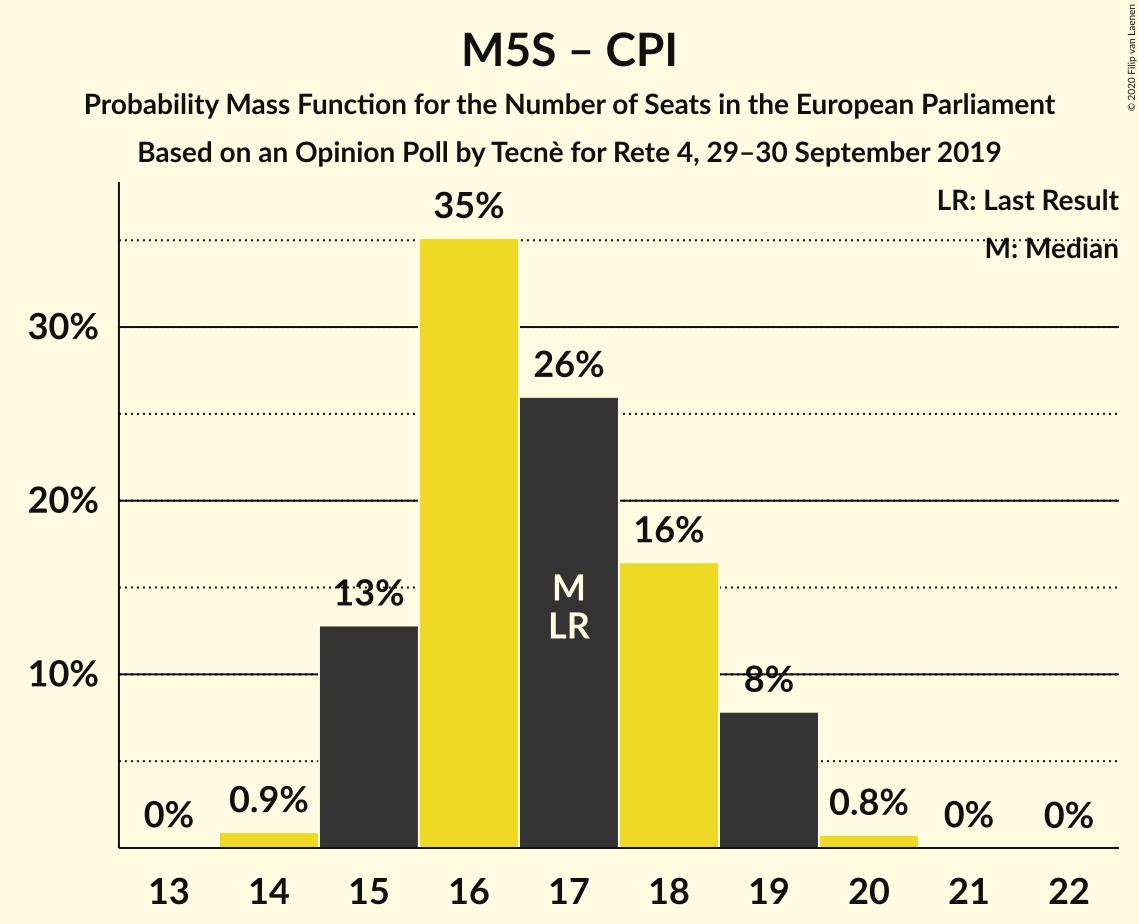 M5S – CPI
Probability Mass Function for the Number of Seats in the European Parliament
Based on an Opinion Poll by Tecnè for Rete 4, 29–30 September 2019
© 2020 Filip van Laenen
LR: Last Result
M: Median
30%
20%
10%
0%
0.9%
13%
35%
26%
16%
8%
0.8%
0%
0%
M
LR
13
14
15
16
17
18
19
20
21
22